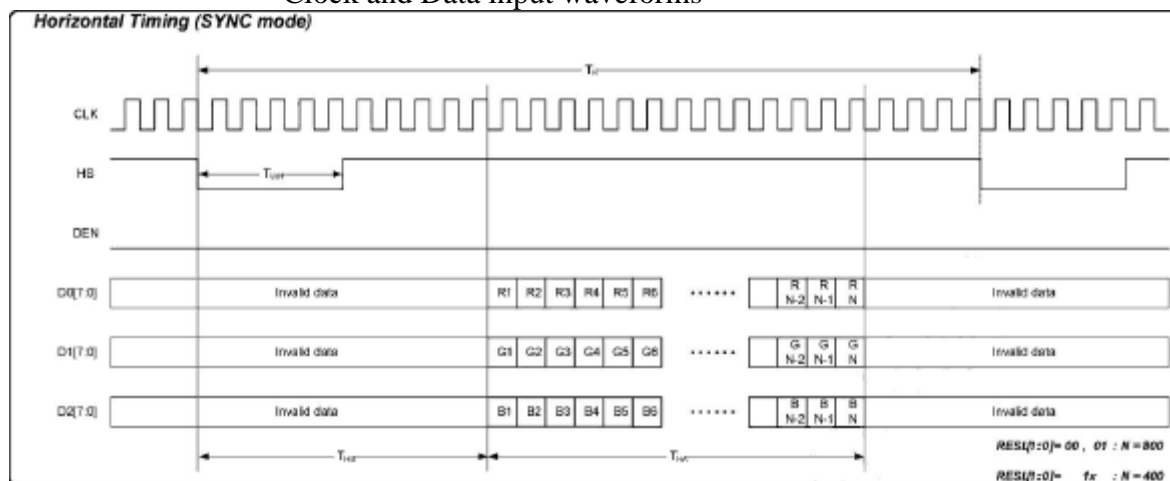 Clock and Data input waveforms
Horizontal Timing (SYNC mode)
CLK
HS
DEN
D0[7:0] Invalid data R1 R2 R3 R4 R5 R6 ...... R N-2 R N-1 R N Invalid data
D1[7:0] Invalid data G1 G2 G3 G4 G5 G6 ...... G N-2 G N-1 G N Invalid data
D2[7:0] Invalid data B1 B2 B3 B4 B5 B6 ...... B N-2 B N-1 B N Invalid data
RES[1:0]= 00 , 01 : N=800
RES[1:0]= 1x : N=400